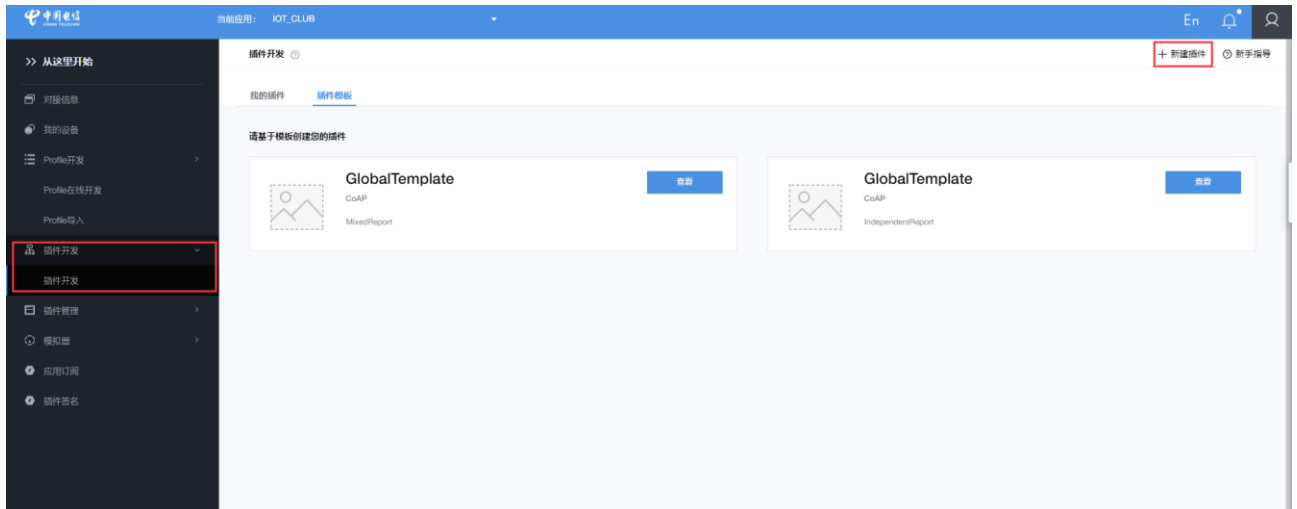 中国电信
CHINA TELECOM
当前应用: IOT_CLUB
En
>> 从这里开始
对接信息
我的设备
Profile开发
Profile在线开发
Profile导入
插件开发
插件开发
插件管理
模拟器
应用订阅
插件签名
插件开发
+ 新建插件
新手指导
我的插件
插件模板
请基于模板创建您的插件
GlobalTemplate
查看
CoAP
MixedReport
GlobalTemplate
查看
CoAP
IndependentReport